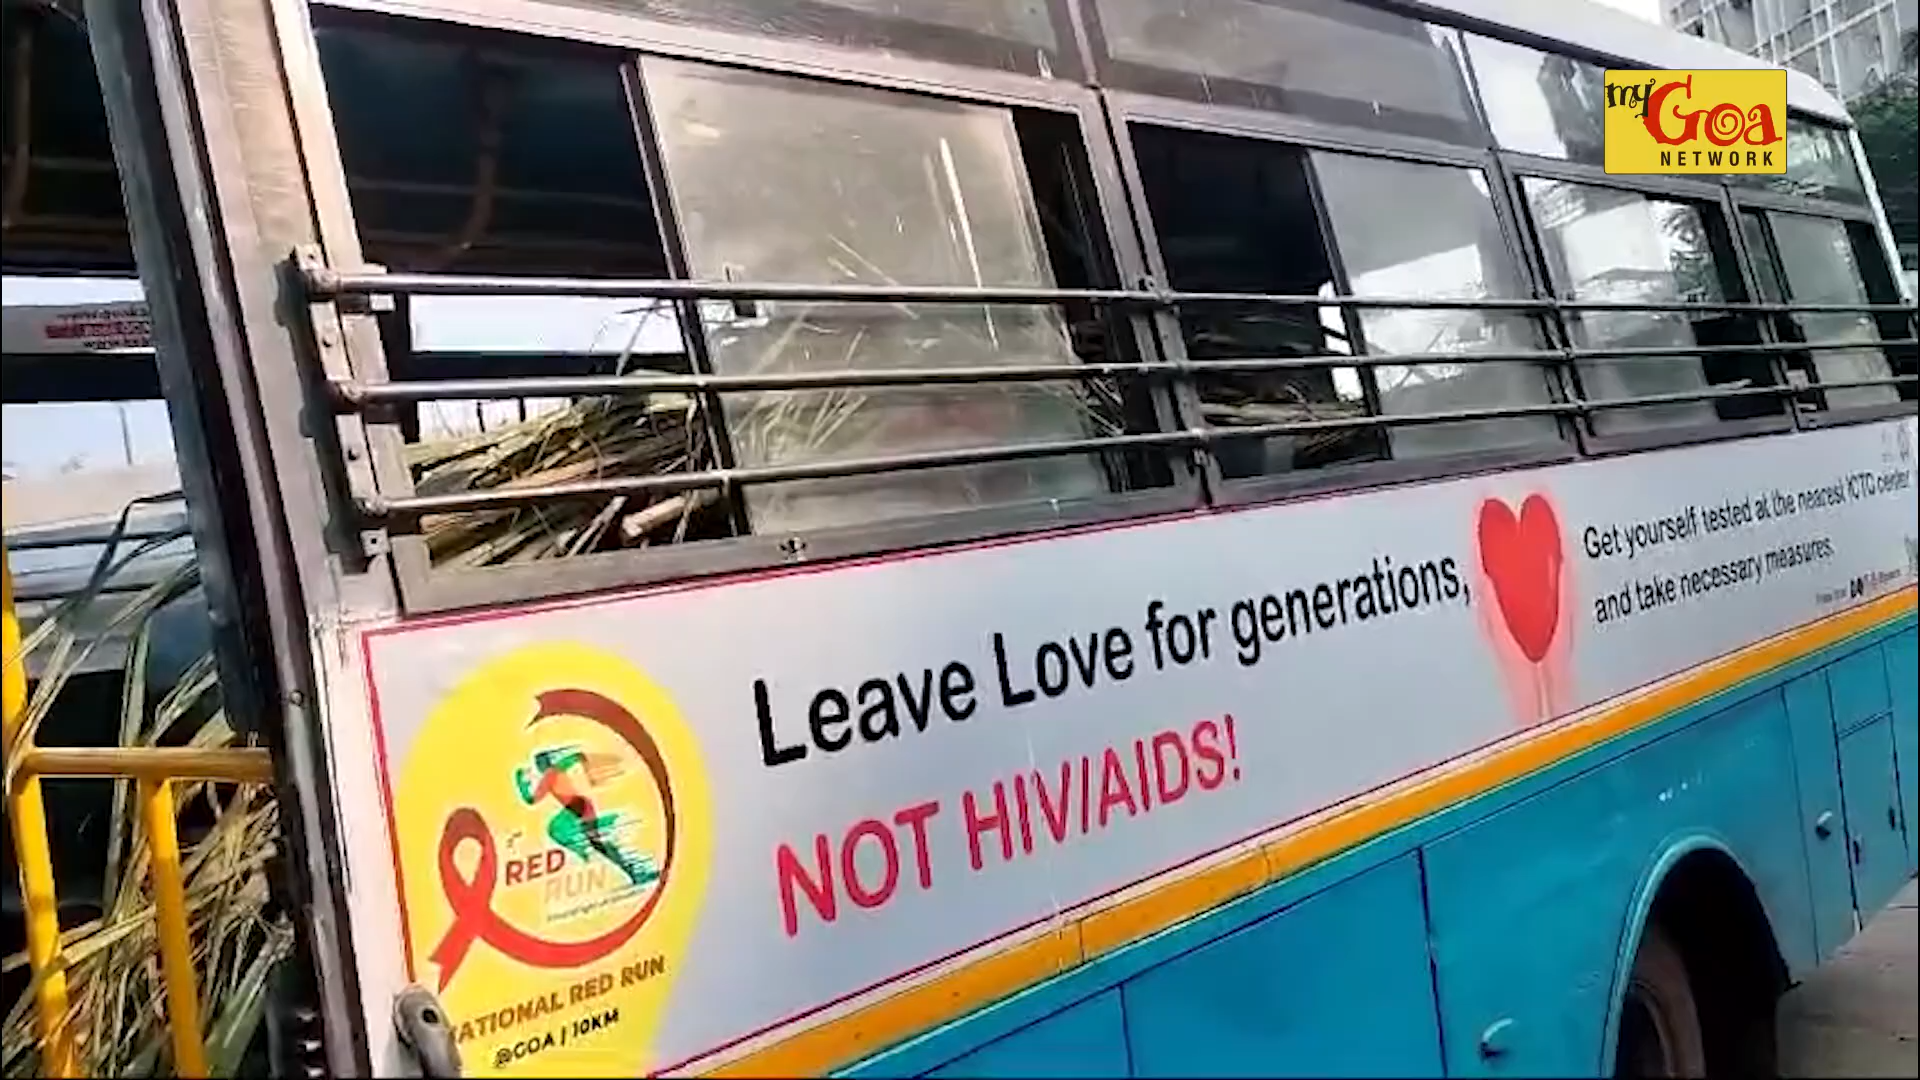 my
Goa
NETWORK
Leave Love for generations,
NOT HIV/AIDS!
Get yourself tested at the nearest ICTC center
and take necessary measures.
RED
RUN
NATIONAL RED RUN
@GOA | 10KM